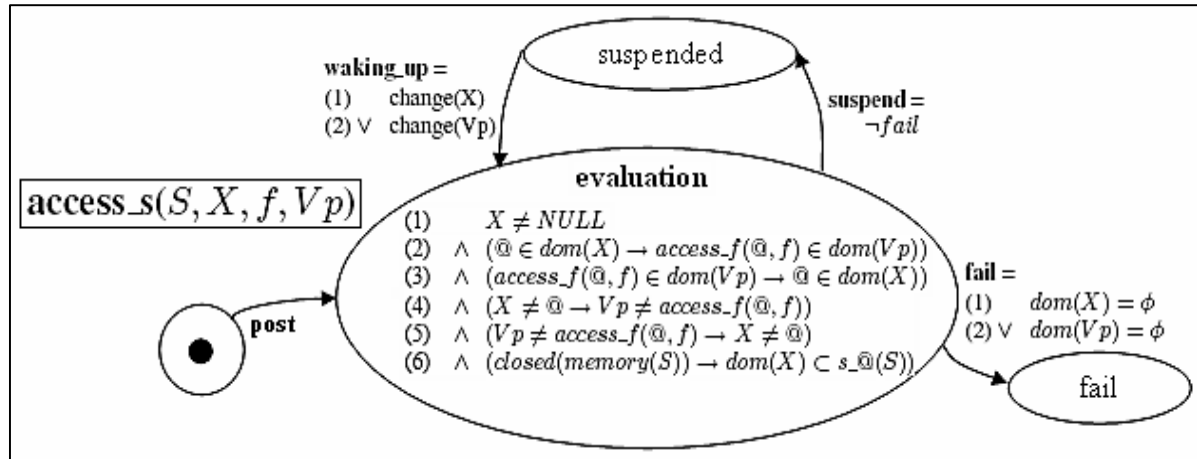 suspended
waking_up =
(1) change(X)
(2) ∨ change(Vp)
suspend =
¬fail
evaluation
access_s(S, X, f, Vp)
(1) X ≠ NULL
(2) ∧ (@ ∈ dom(X) → access_f(@, f) ∈ dom(Vp))
(3) ∧ (access_f(@, f) ∈ dom(Vp) → @ ∈ dom(X))
(4) ∧ (X ≠ @ → Vp ≠ access_f(@, f))
(5) ∧ (Vp ≠ access_f(@, f) → X ≠ @)
(6) ∧ (closed(memory(S)) → dom(X) ⊂ s_@(S))
fail =
(1) dom(X) = ϕ
(2) ∨ dom(Vp) = ϕ
post
fail